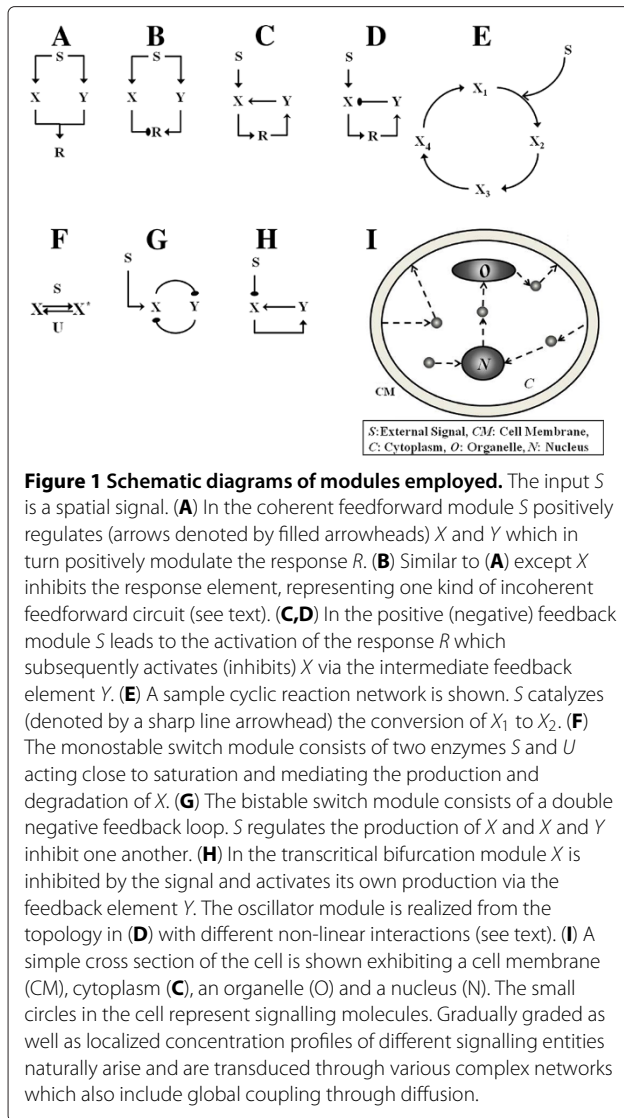 A B C D E
S S S S S
X Y X Y X Y X Y X₁
R R R R X₄ X₂
X₃
F G H I
S S S O
X X* X Y X Y
U N
CM C
S:External Signal, CM: Cell Membrane,
C: Cytoplasm, O: Organelle, N: Nucleus
Figure 1 Schematic diagrams of modules employed. The input S
is a spatial signal. (A) In the coherent feedforward module S positively
regulates (arrows denoted by filled arrowheads) X and Y which in
turn positively modulate the response R. (B) Similar to (A) except X
inhibits the response element, representing one kind of incoherent
feedforward circuit (see text). (C,D) In the positive (negative) feedback
module S leads to the activation of the response R which
subsequently activates (inhibits) X via the intermediate feedback
element Y. (E) A sample cyclic reaction network is shown. S catalyzes
(denoted by a sharp line arrowhead) the conversion of X₁ to X₂. (F)
The monostable switch module consists of two enzymes S and U
acting close to saturation and mediating the production and
degradation of X. (G) The bistable switch module consists of a double
negative feedback loop. S regulates the production of X and X and Y
inhibit one another. (H) In the transcritical bifurcation module X is
inhibited by the signal and activates its own production via the
feedback element Y. The oscillator module is realized from the
topology in (D) with different non-linear interactions (see text). (I) A
simple cross section of the cell is shown exhibiting a cell membrane
(CM), cytoplasm (C), an organelle (O) and a nucleus (N). The small
circles in the cell represent signalling molecules. Gradually graded as
well as localized concentration profiles of different signalling entities
naturally arise and are transduced through various complex networks
which also include global coupling through diffusion.